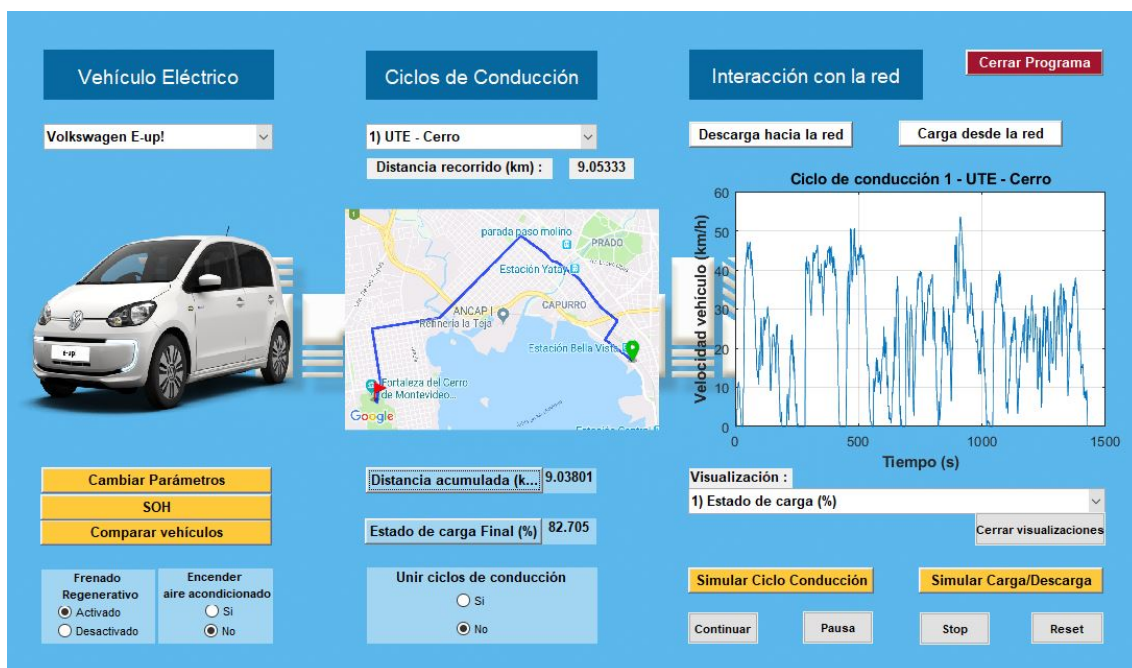 Vehículo Eléctrico
Ciclos de Conducción
Interacción con la red
Cerrar Programa
Volkswagen E-up!
1) UTE - Cerro
Descarga hacia la red
Carga desde la red
Distancia recorrido (km) :
9.05333
Ciclo de conducción 1 - UTE - Cerro
60
50
40
30
20
10
0
Velocidad vehículo (km/h)
0
500
1000
1500
Tiempo (s)
parada paso molino
PRADO
Estación Yatay
ANCAP |
Refinería la Teja
CAPURRO
Estación Bella Vista
Fortaleza del Cerro
de Montevideo...
Google
e-up
Cambiar Parámetros
SOH
Comparar vehículos
Distancia acumulada (k...
9.03801
Estado de carga Final (%)
82.705
Visualización :
1) Estado de carga (%)
Cerrar visualizaciones
Frenado
Regenerativo
Activado
Desactivado
Encender
aire acondicionado
Si
No
Unir ciclos de conducción
Si
No
Simular Ciclo Conducción
Simular Carga/Descarga
Continuar
Pausa
Stop
Reset